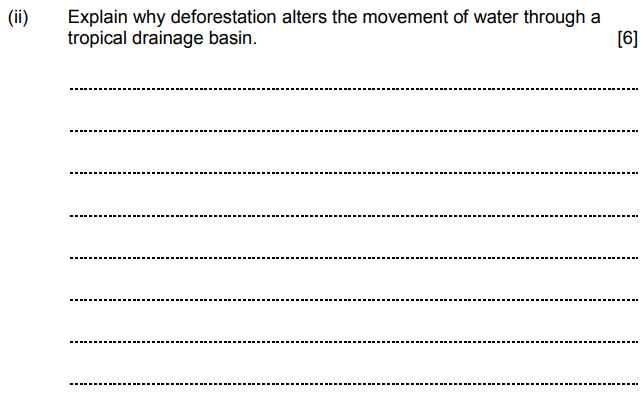 (ii) Explain why deforestation alters the movement of water through a
tropical drainage basin. [6]